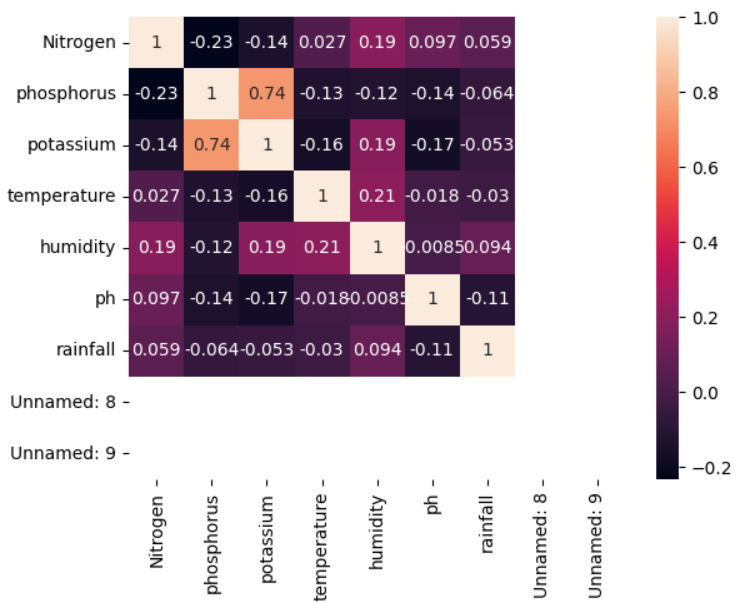 Nitrogen 1 -0.23 -0.14 0.027 0.19 0.097 0.059
phosphorus -0.23 1 0.74 -0.13 -0.12 -0.14 -0.064
potassium -0.14 0.74 1 -0.16 0.19 -0.17 -0.053
temperature 0.027 -0.13 -0.16 1 0.21 -0.018 -0.03
humidity 0.19 -0.12 0.19 0.21 1 -0.0085 0.094
ph 0.097 -0.14 -0.17 -0.018 -0.0085 1 -0.11
rainfall 0.059 -0.064 -0.053 -0.03 0.094 -0.11 1
Unnamed: 8
Unnamed: 9
Nitrogen
phosphorus
potassium
temperature
humidity
ph
rainfall
Unnamed: 8
Unnamed: 9
1.0
0.8
0.6
0.4
0.2
0.0
−0.2